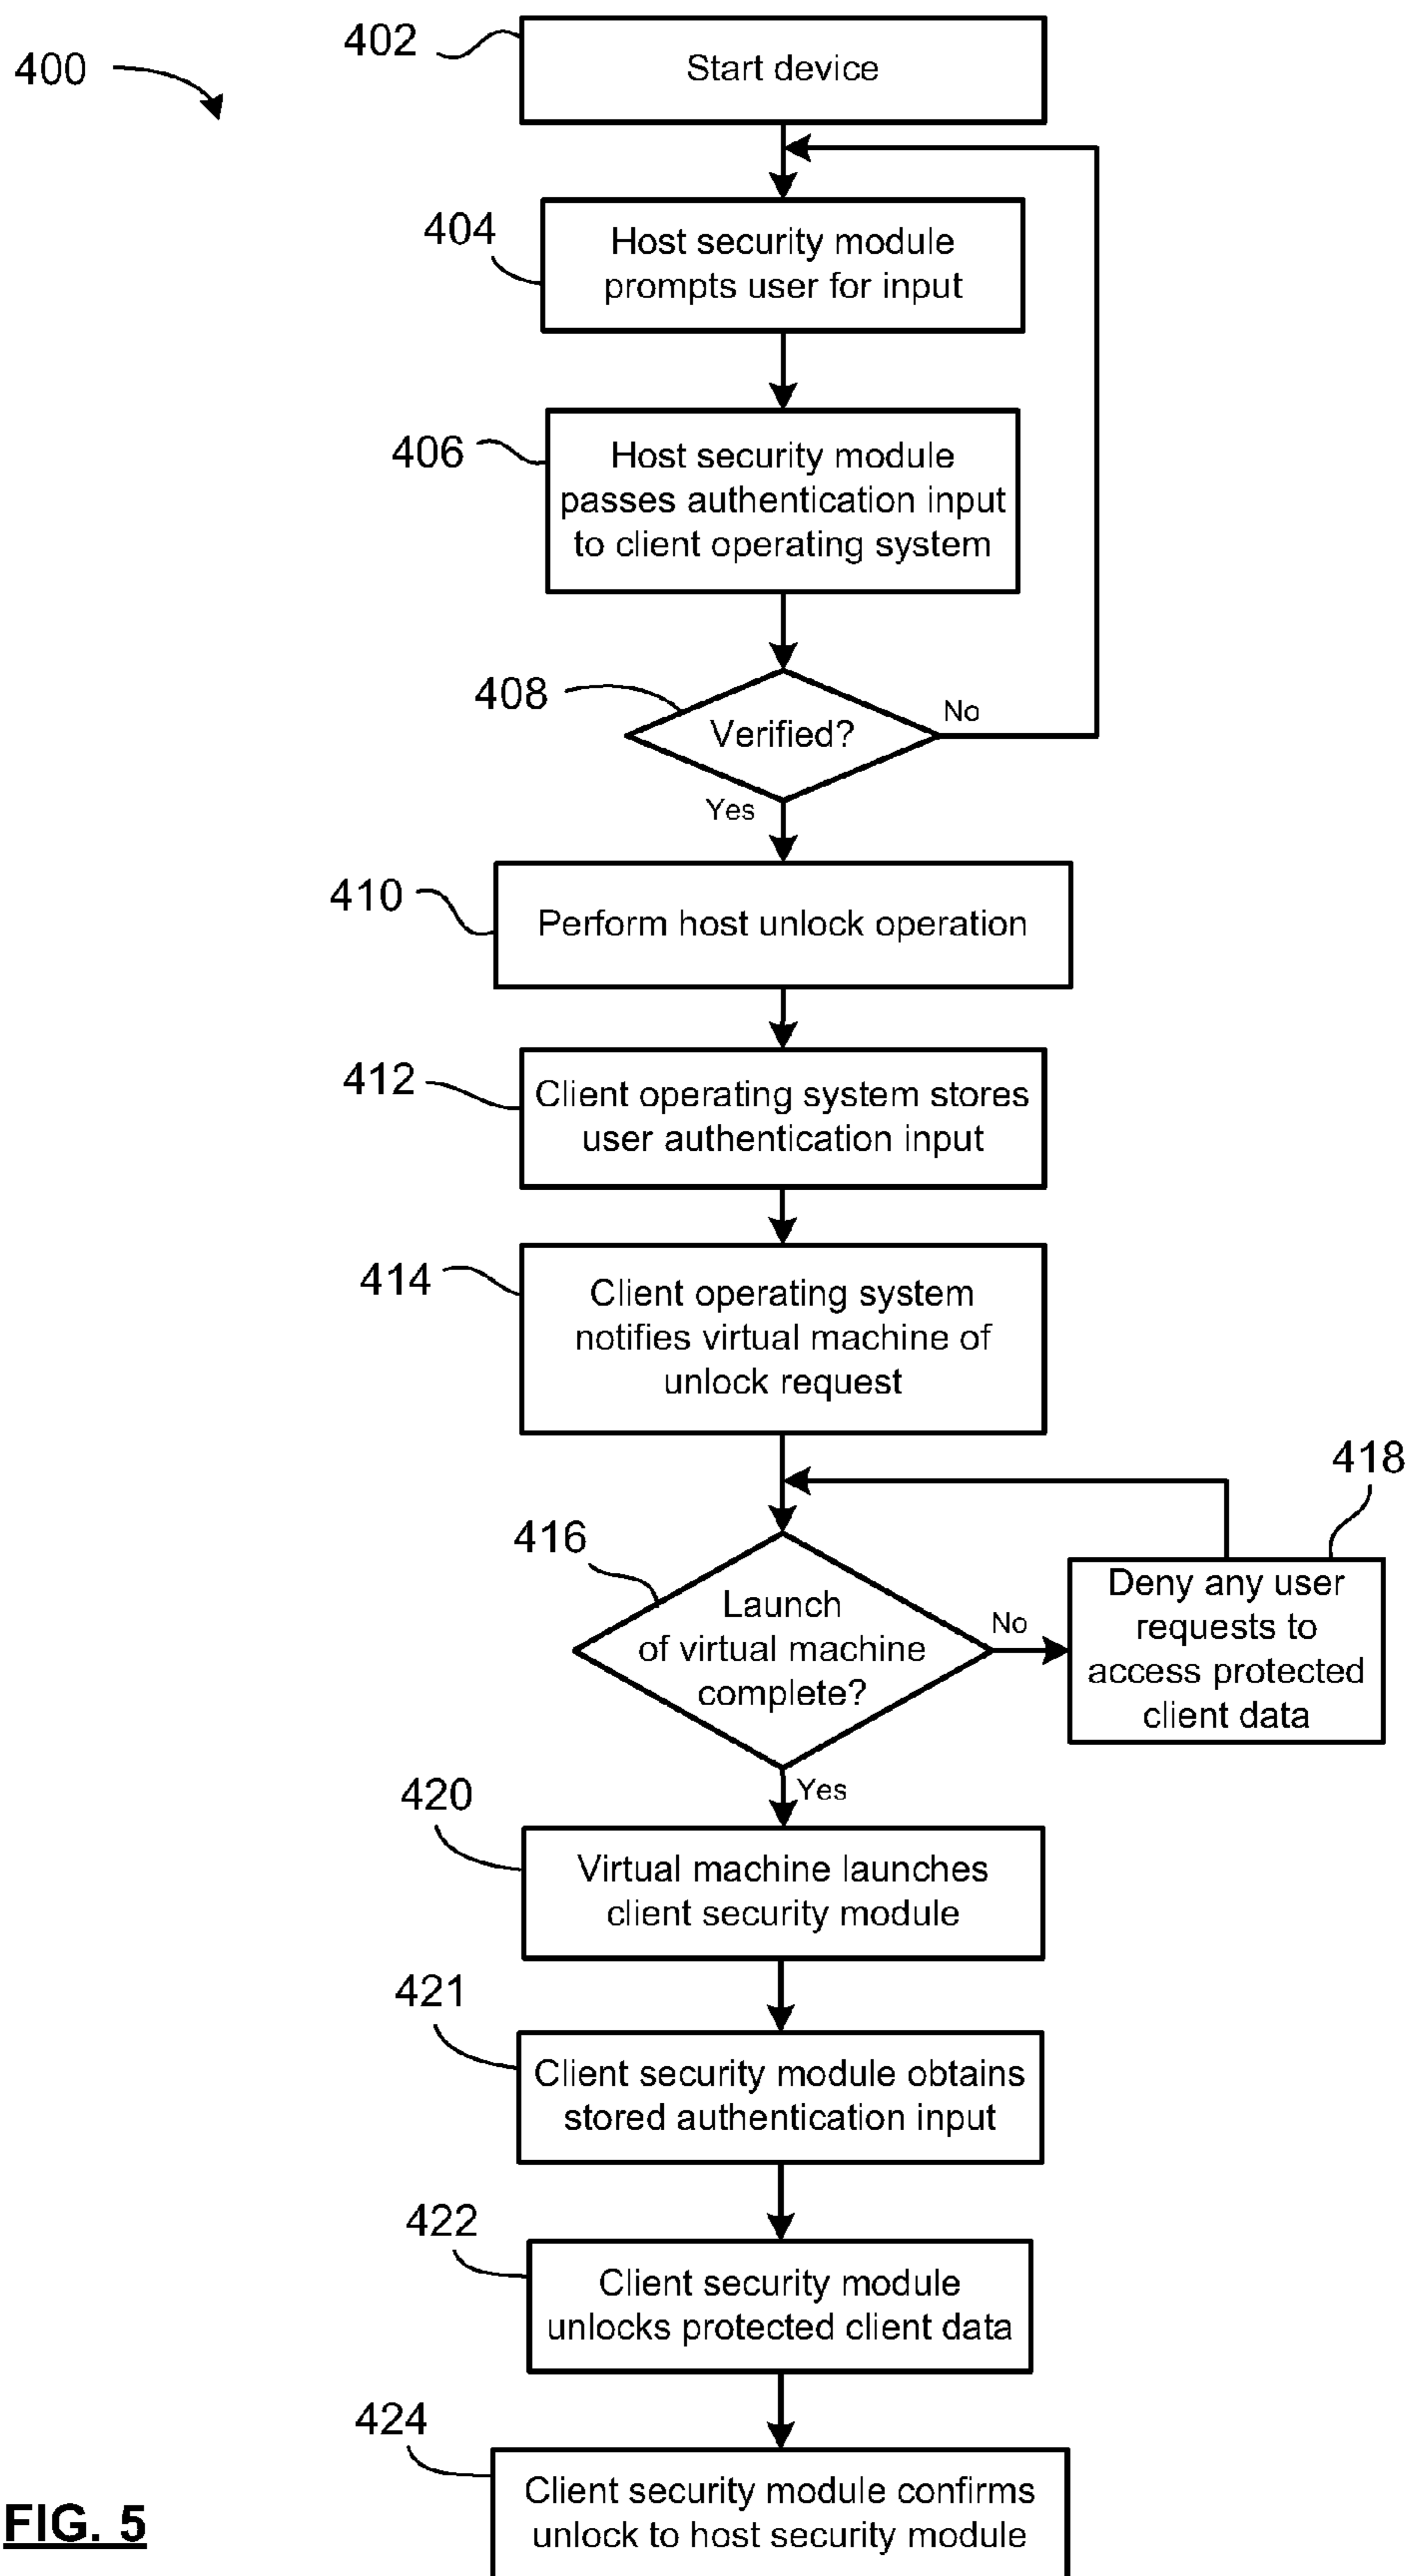 400
402
Start device
404
Host security module
prompts user for input
406
Host security module
passes authentication input
to client operating system
408
Verified?
No
Yes
410
Perform host unlock operation
412
Client operating system stores
user authentication input
414
Client operating system
notifies virtual machine of
unlock request
416
Launch
of virtual machine
complete?
No
418
Deny any user
requests to
access protected
client data
Yes
420
Virtual machine launches
client security module
421
Client security module obtains
stored authentication input
422
Client security module
unlocks protected client data
424
Client security module confirms
unlock to host security module
FIG. 5